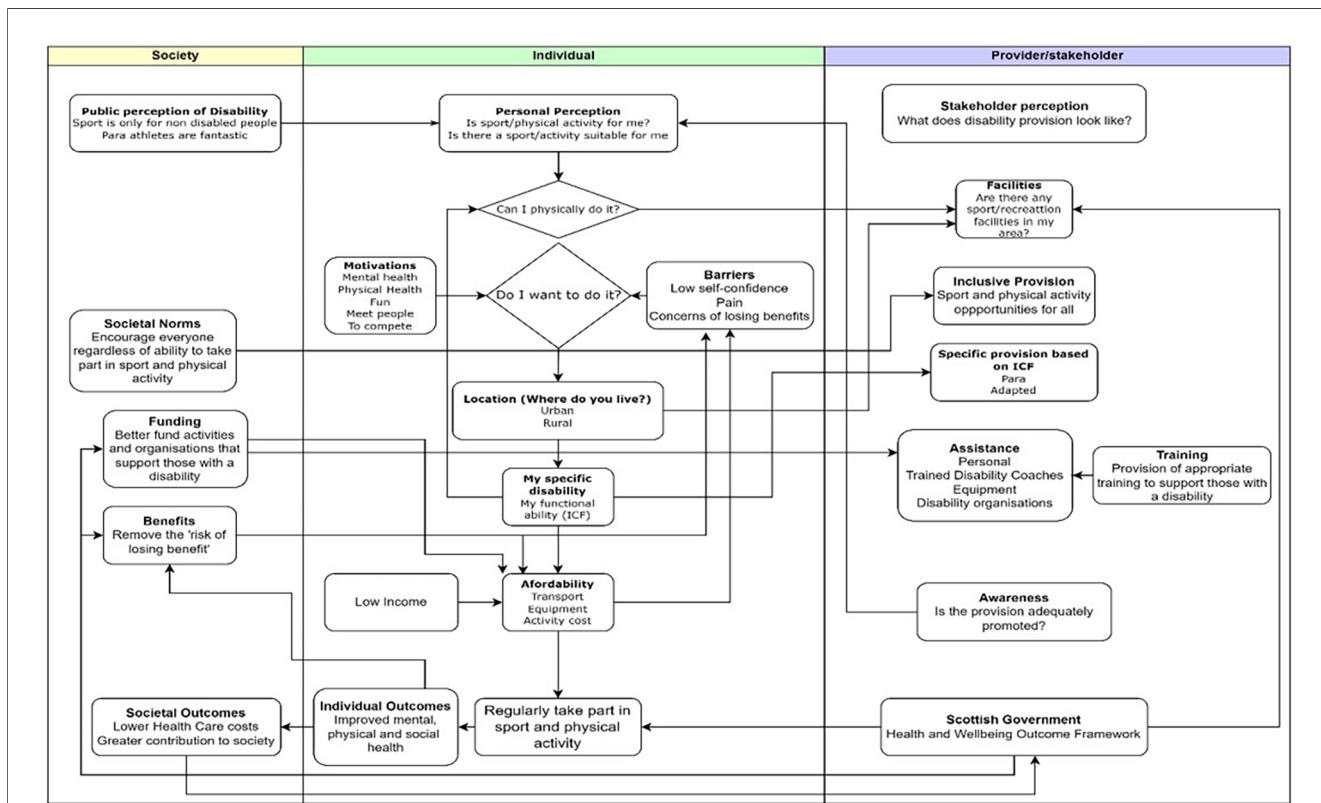 Society
Individual
Provider/stakeholder
Public perception of Disability
Sport is only for non disabled people
Para athletes are fantastic
Personal Perception
Is sport/physical activity for me?
Is there a sport/activity suitable for me
Stakeholder perception
What does disability provision look like?
Can I physically do it?
Facilities
Are there any
sport/recreattion
facilities in my
area?
Motivations
Mental health
Physical Health
Fun
Meet people
To compete
Do I want to do it?
Barriers
Low self-confidence
Pain
Concerns of losing benefits
Inclusive Provision
Sport and physical activity
oppportunities for all
Societal Norms
Encourage everyone
regardless of ability to take
part in sport and physical
activity
Specific provision based
on ICF
Para
Adapted
Location (Where do you live?)
Urban
Rural
Funding
Better fund activities
and organisations that
support those with a
disability
Assistance
Personal
Trained Disability Coaches
Equipment
Disability organisations
Training
Provision of appropriate
training to support those with
a disability
My specific
disability
My functional
ability (ICF)
Benefits
Remove the 'risk of
losing benefit'
Low Income
Afordability
Transport
Equipment
Activity cost
Awareness
Is the provision adequately
promoted?
Societal Outcomes
Lower Health Care costs
Greater contribution to society
Individual Outcomes
Improved mental,
physical and social
health
Regularly take part in
sport and physical
activity
Scottish Government
Health and Wellbeing Outcome Framework